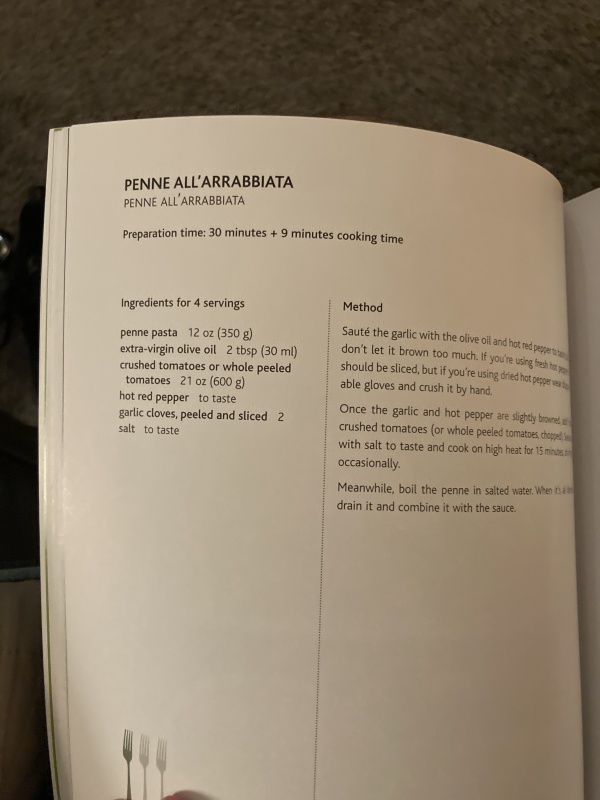 PENNE ALL'ARRABBIATA
PENNE ALL'ARRABBIATA
Preparation time: 30 minutes + 9 minutes cooking time
Ingredients for 4 servings
penne pasta 12 oz (350 g)
extra-virgin olive oil 2 tbsp (30 ml)
crushed tomatoes or whole peeled
tomatoes 21 oz (600 g)
hot red pepper to taste
garlic cloves, peeled and sliced 2
salt to taste
Method
Sauté the garlic with the olive oil and hot red pepper to
don't let it brown too much. If you're using fresh hot
should be sliced, but if you're using dried hot pepper wear
able gloves and crush it by hand.
Once the garlic and hot pepper are slightly browned,
crushed tomatoes (or whole peeled tomatoes, chopped).
with salt to taste and cook on high heat for 15 minutes,
occasionally.
Meanwhile, boil the penne in salted water. When it's
drain it and combine it with the sauce.